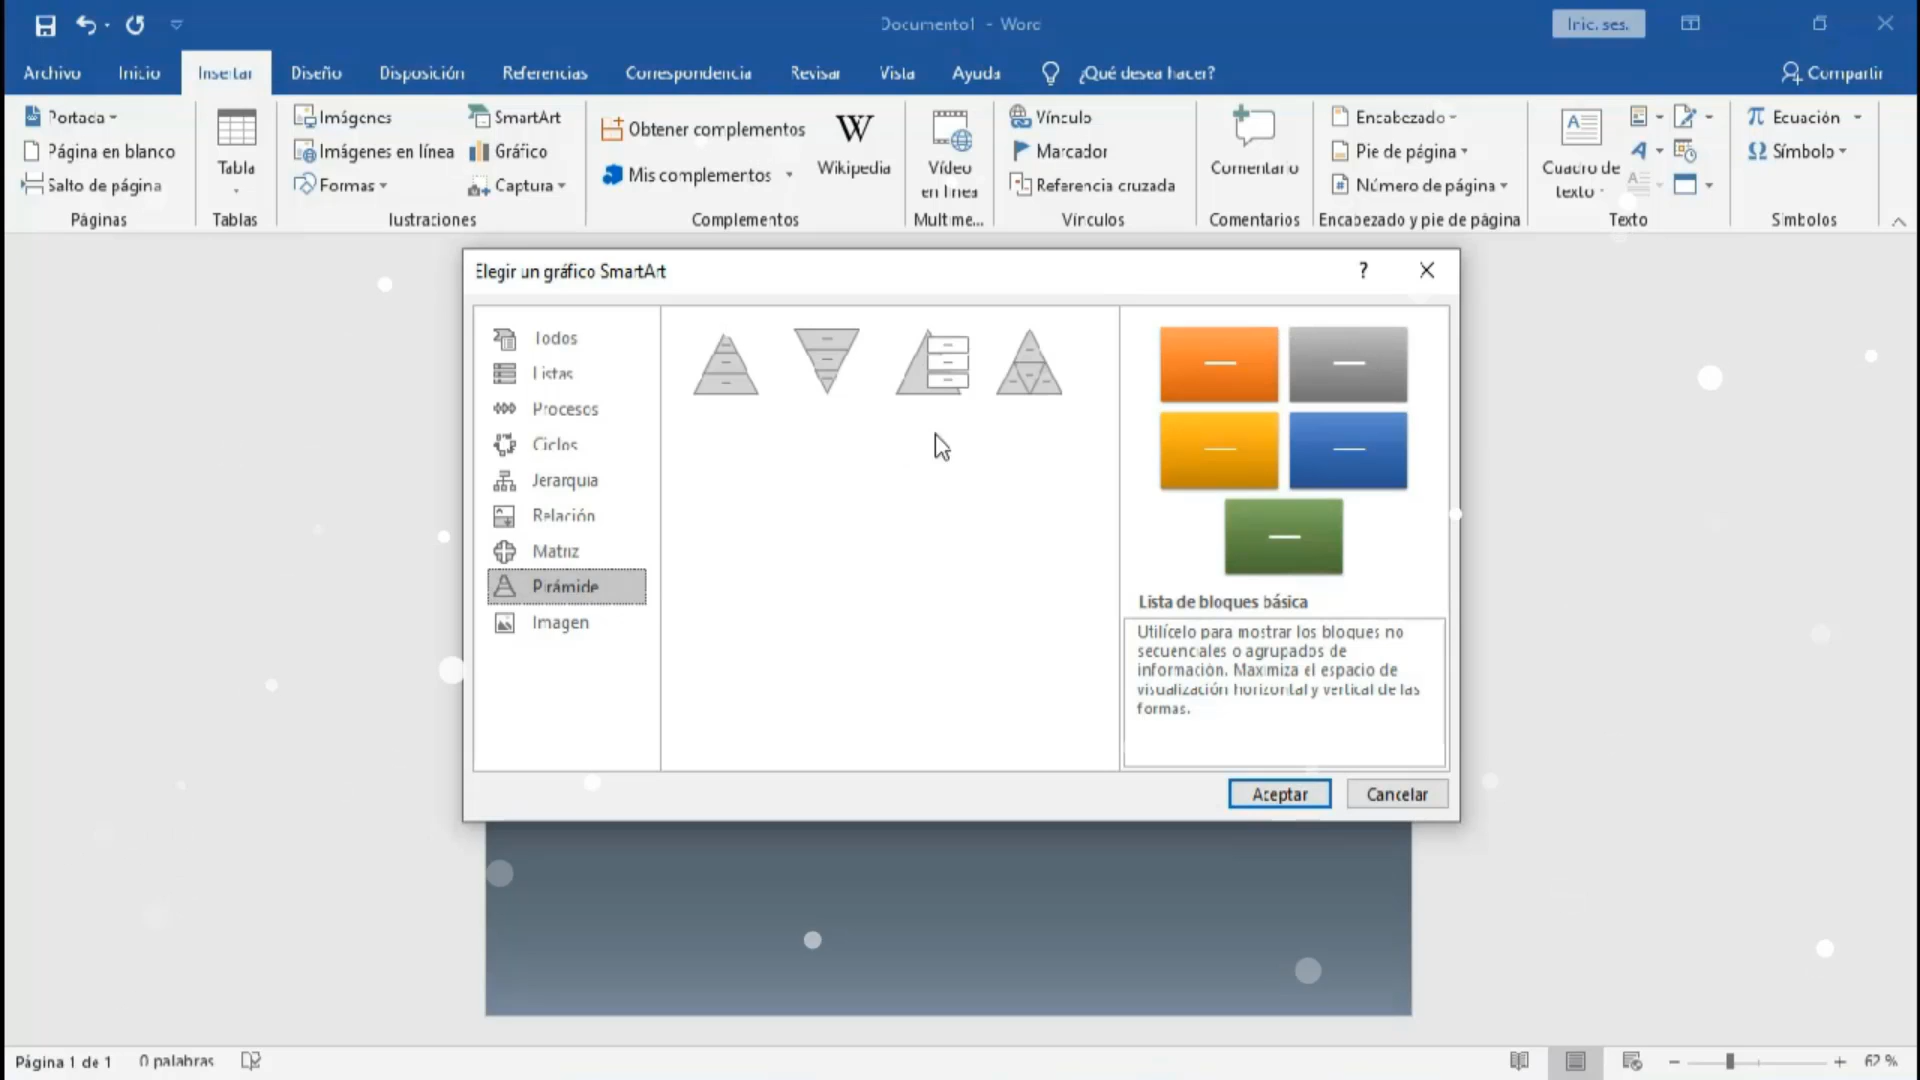 Documento1 - Word
Inic. ses.
Archivo Inicio Insertar Diseño Disposición Referencias Correspondencia Revisar Vista Ayuda ¿Qué desea hacer? Compartir
Portada
Página en blanco
Salto de página
Páginas
Tabla
Tablas
Imágenes
Imágenes en línea
Formas
SmartArt
Gráfico
Captura
Ilustraciones
Obtener complementos
Mis complementos
W
Wikipedia
Complementos
Vídeo
en línea
Multime...
Vínculo
Marcador
Referencia cruzada
Vínculos
Comentario
Comentarios
Encabezado
Pie de página
Número de página
Encabezado y pie de página
Cuadro de
texto
Texto
π Ecuación
Ω Símbolo
Símbolos
Elegir un gráfico SmartArt
?
Todos
Listas
Procesos
Ciclos
Jerarquía
Relación
Matriz
Pirámide
Imagen
Lista de bloques básica
Utilícelo para mostrar los bloques no
secuenciales o agrupados de
información. Maximiza el espacio de
visualización horizontal y vertical de las
formas.
Aceptar
Cancelar
Página 1 de 1 0 palabras
62 %